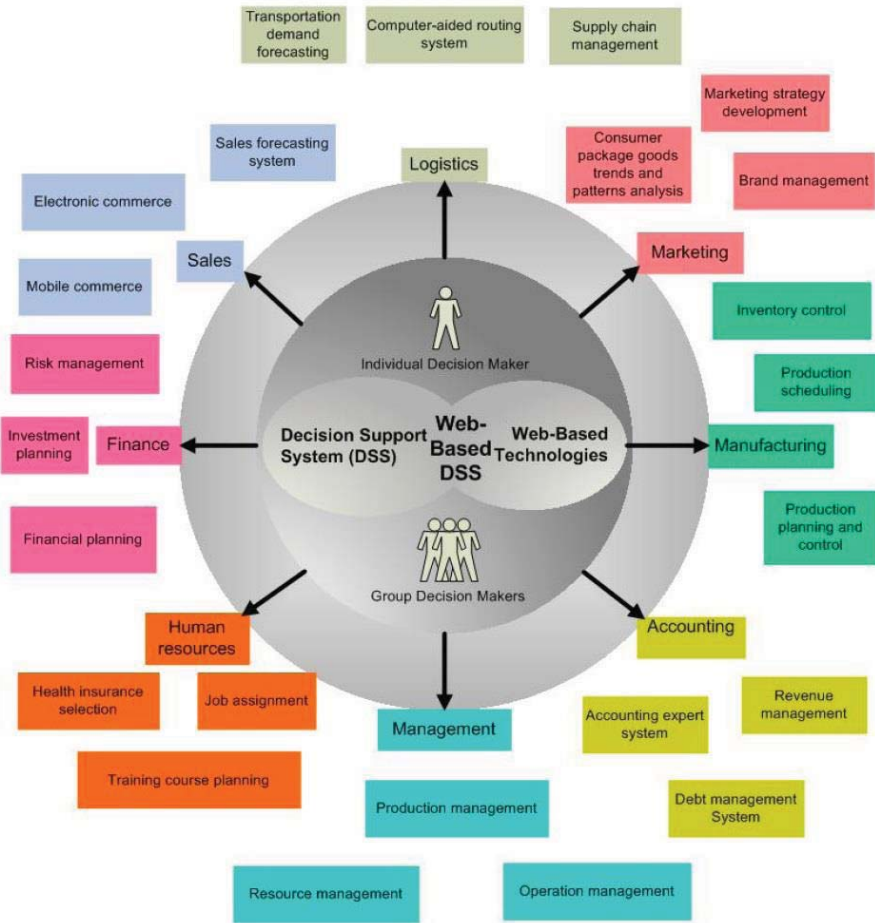 Transportation
demand
forecasting
Computer-aided routing
system
Supply chain
management
Marketing strategy
development
Sales forecasting
system
Consumer
package goods
trends and
patterns analysis
Logistics
Brand management
Electronic commerce
Sales
Marketing
Mobile commerce
Inventory control
Risk management
Individual Decision Maker
Production
scheduling
Investment
planning
Finance
Decision Support
System (DSS)
Web-
Based
DSS
Web-Based
Technologies
Manufacturing
Financial planning
Production
planning and
control
Group Decision Makers
Human
resources
Accounting
Health insurance
selection
Job assignment
Management
Accounting expert
system
Revenue
management
Training course planning
Production management
Debt management
System
Resource management
Operation management